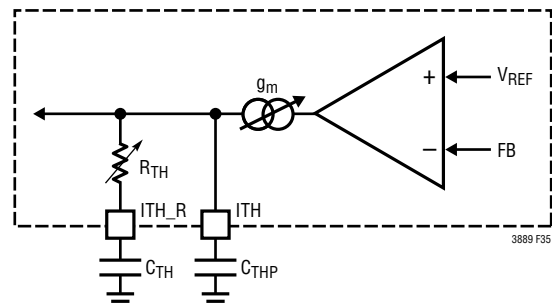 gm
+
VREF
−
FB
RTH
ITH_R
ITH
3889 F35
CTH
CTHP